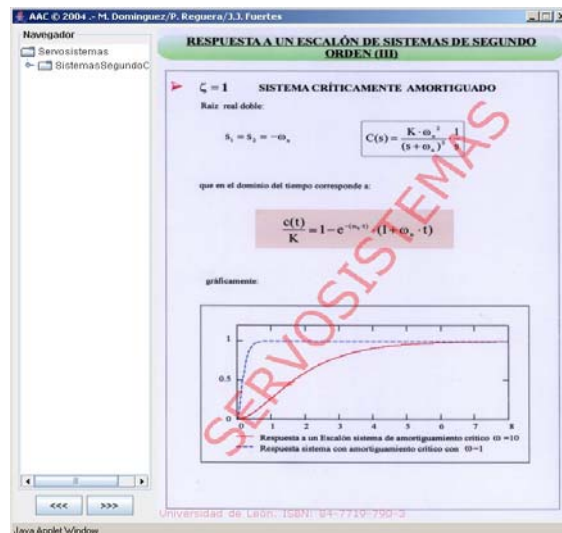 AAC © 2004 .- M. Domínguez/P. Reguera/J.J. Fuertes
Navegador
Servosistemas
SistemasSegundoC
RESPUESTA A UN ESCALÓN DE SISTEMAS DE SEGUNDO
ORDEN (III)
ζ = 1 SISTEMA CRÍTICAMENTE AMORTIGUADO
Raíz real doble:
s₁ = s₂ = −ωₙ
C(s) = K·ωₙ² / (s + ωₙ)² · 1/s
que en el dominio del tiempo corresponde a:
c(t)/K = 1 − e^−(ωₙ·t) · (1 + ωₙ · t)
gráficamente:
1
0.5
0
0 1 2 3 4 5 6 7 8
Respuesta a un Escalón sistema de amortiguamiento crítico ω =10
Respuesta sistema con amortiguamiento crítico con ω=1
SERVOSISTEMAS
<<< >>>
Universidad de León. ISBN: 84-7719-790-3
Java Applet Window